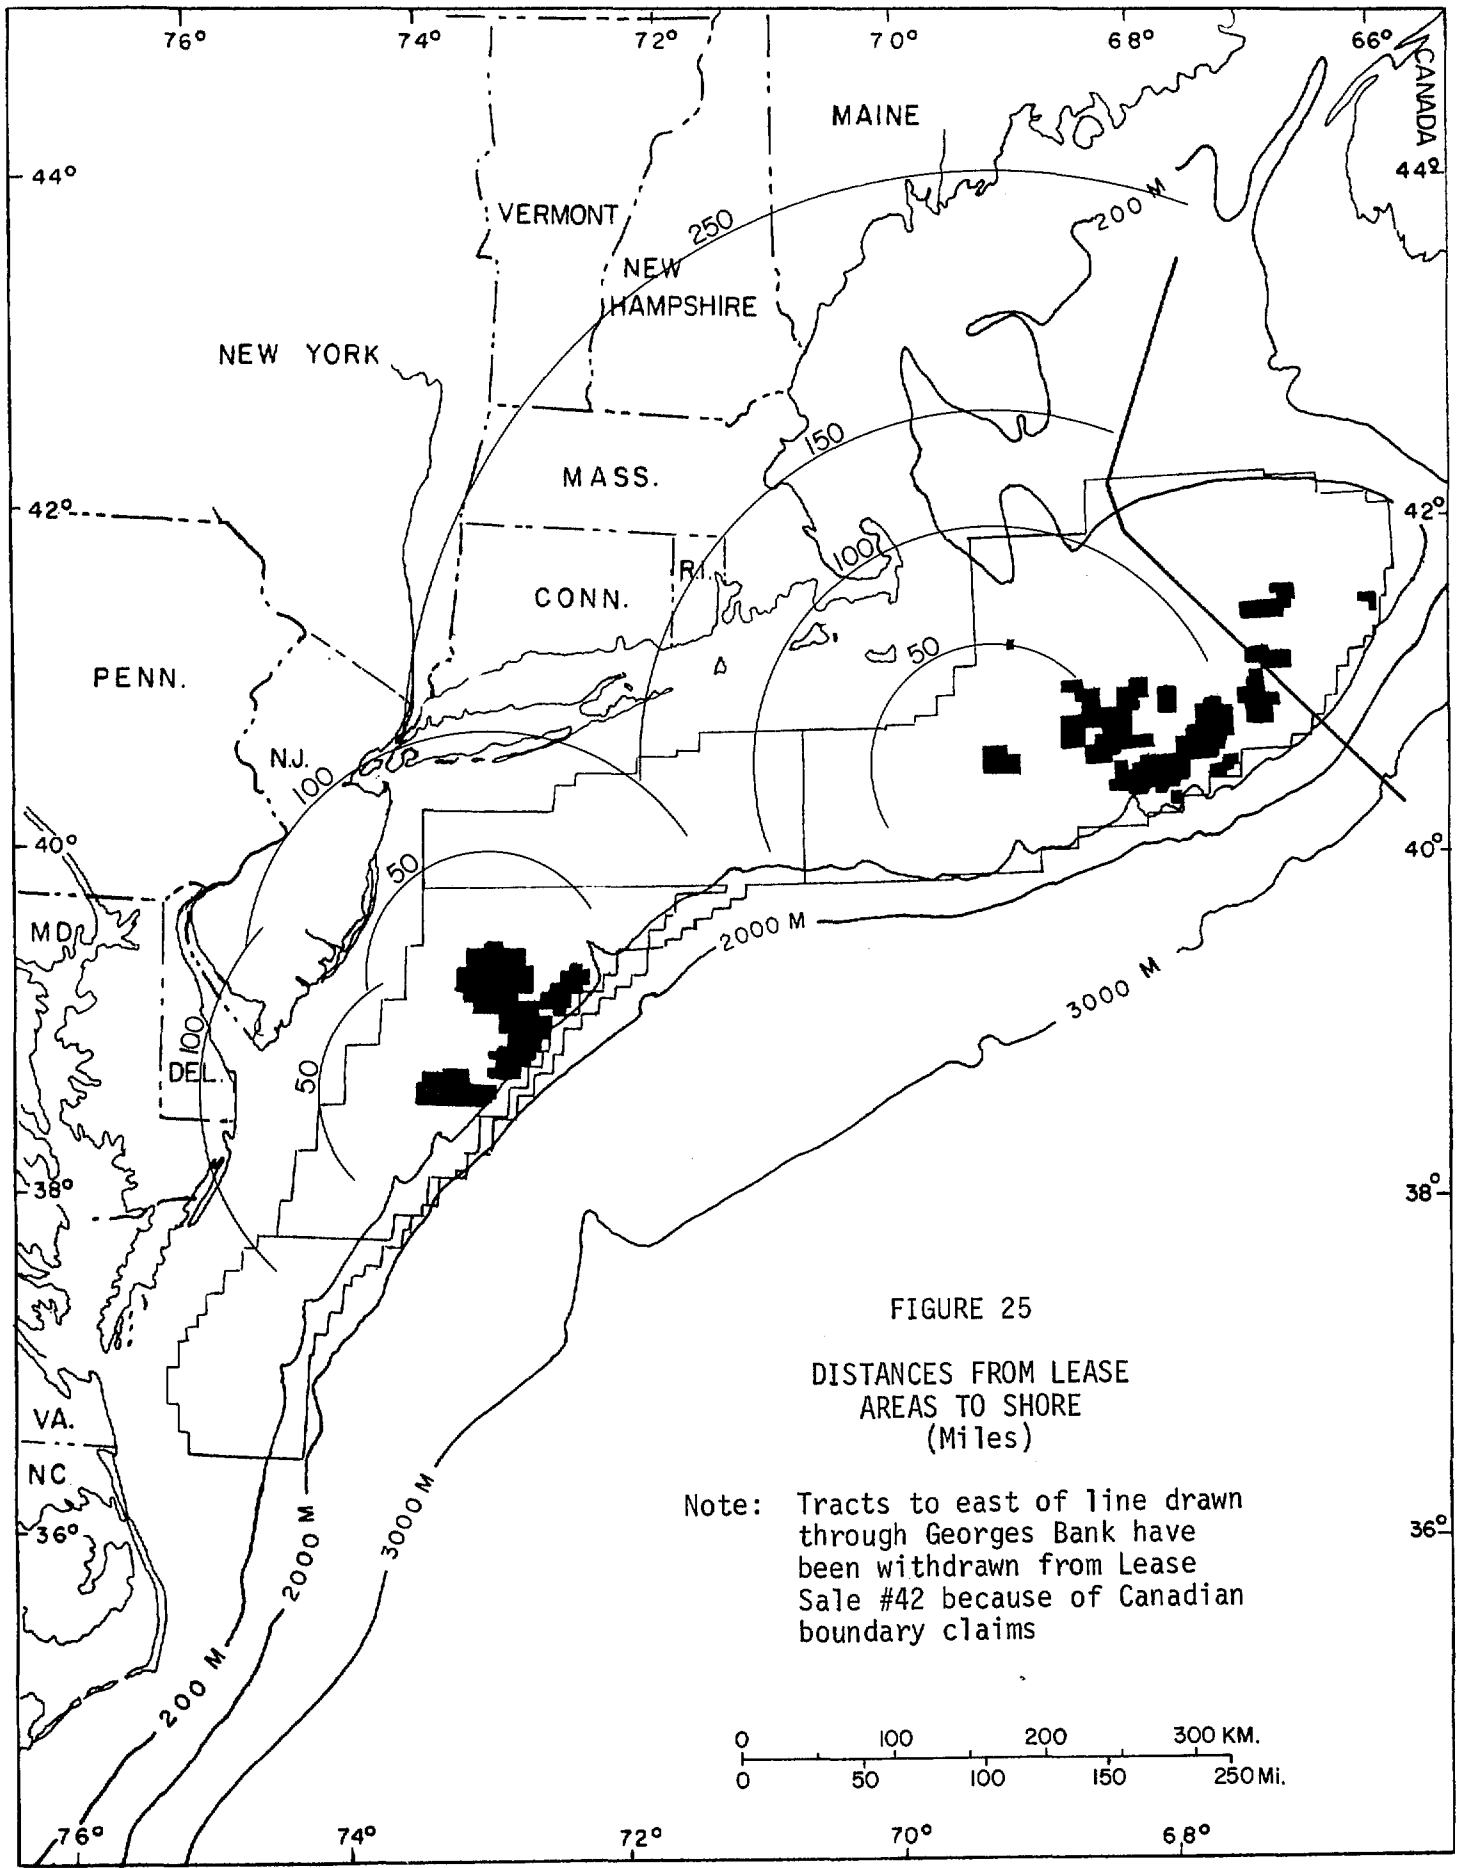 76° 74° 72° 70° 68° 66°
CANADA
MAINE
44° 44°
200 M
VERMONT
250
NEW
HAMPSHIRE
NEW YORK
150
MASS.
42° 42°
100
R.I.
CONN.
50
PENN.
N.J.
100
40° 40°
50
MD
2000 M
3000 M
100
DEL.
50
38° 38°
FIGURE 25
DISTANCES FROM LEASE
AREAS TO SHORE
(Miles)
VA.
NC
3000 M
2000 M
36° 36°
Note: Tracts to east of line drawn
through Georges Bank have
been withdrawn from Lease
Sale #42 because of Canadian
boundary claims
200 M
0 100 200 300 KM.
0 50 100 150 250 Mi.
76° 74° 72° 70° 68°